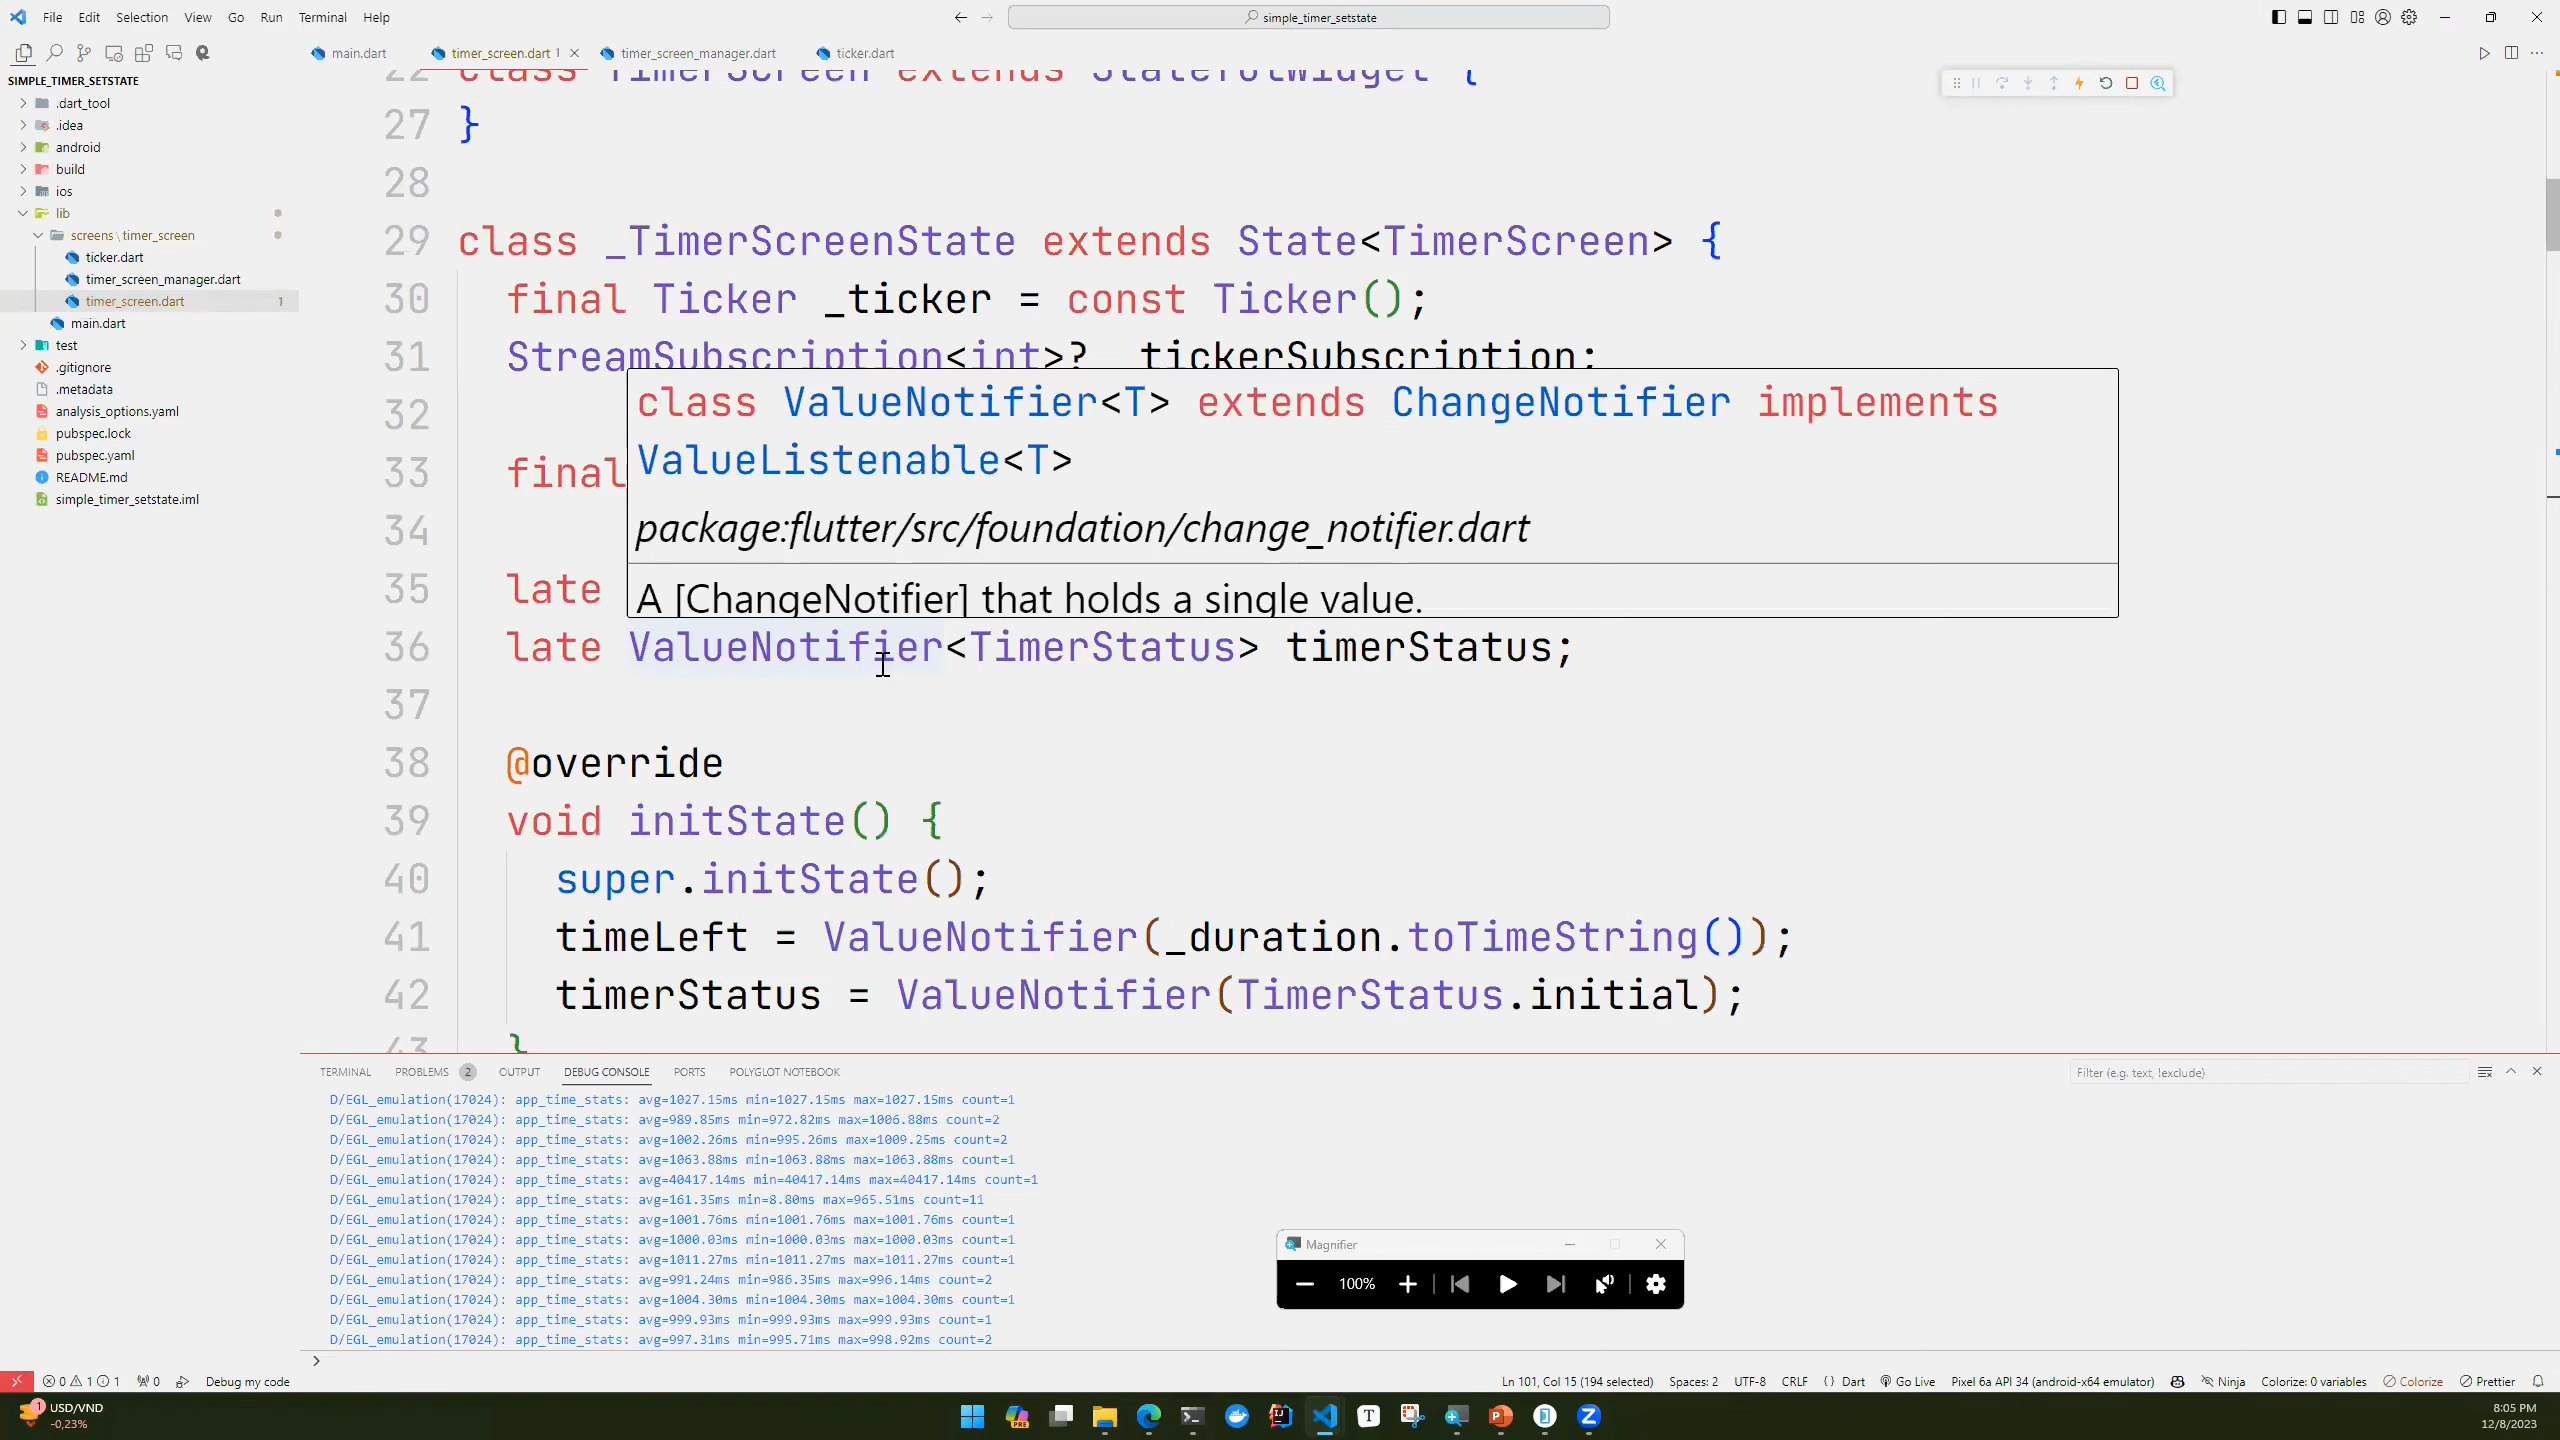 File Edit Selection View Go Run Terminal Help
simple_timer_setstate
main.dart
timer_screen.dart 1
timer_screen_manager.dart
ticker.dart
SIMPLE_TIMER_SETSTATE
.dart_tool
.idea
android
build
ios
lib
screens\timer_screen
ticker.dart
timer_screen_manager.dart
timer_screen.dart 1
main.dart
test
.gitignore
.metadata
analysis_options.yaml
pubspec.lock
pubspec.yaml
README.md
simple_timer_setstate.iml
22 class TimerScreen extends StatefulWidget {
27 }
28
29 class _TimerScreenState extends State<TimerScreen> {
30 final Ticker _ticker = const Ticker();
31 StreamSubscription<int>? _tickerSubscription;
32
33 final
34
35 late
class ValueNotifier<T> extends ChangeNotifier implements
ValueListenable<T>
package:flutter/src/foundation/change_notifier.dart
A [ChangeNotifier] that holds a single value.
36 late ValueNotifier<TimerStatus> timerStatus;
37
38 @override
39 void initState() {
40 super.initState();
41 timeLeft = ValueNotifier(_duration.toTimeString());
42 timerStatus = ValueNotifier(TimerStatus.initial);
43 }
TERMINAL PROBLEMS 2 OUTPUT DEBUG CONSOLE PORTS POLYGLOT NOTEBOOK
Filter (e.g. text, !exclude)
D/EGL_emulation(17024): app_time_stats: avg=1027.15ms min=1027.15ms max=1027.15ms count=1
D/EGL_emulation(17024): app_time_stats: avg=989.85ms min=972.82ms max=1006.88ms count=2
D/EGL_emulation(17024): app_time_stats: avg=1002.26ms min=995.26ms max=1009.25ms count=2
D/EGL_emulation(17024): app_time_stats: avg=1063.88ms min=1063.88ms max=1063.88ms count=1
D/EGL_emulation(17024): app_time_stats: avg=40417.14ms min=40417.14ms max=40417.14ms count=1
D/EGL_emulation(17024): app_time_stats: avg=161.35ms min=8.80ms max=965.51ms count=11
D/EGL_emulation(17024): app_time_stats: avg=1001.76ms min=1001.76ms max=1001.76ms count=1
D/EGL_emulation(17024): app_time_stats: avg=1000.03ms min=1000.03ms max=1000.03ms count=1
D/EGL_emulation(17024): app_time_stats: avg=1011.27ms min=1011.27ms max=1011.27ms count=1
D/EGL_emulation(17024): app_time_stats: avg=991.24ms min=986.35ms max=996.14ms count=2
D/EGL_emulation(17024): app_time_stats: avg=1004.30ms min=1004.30ms max=1004.30ms count=1
D/EGL_emulation(17024): app_time_stats: avg=999.93ms min=999.93ms max=999.93ms count=1
D/EGL_emulation(17024): app_time_stats: avg=997.31ms min=995.71ms max=998.92ms count=2
Magnifier
100%
0 1 1 0 Debug my code
Ln 101, Col 15 (194 selected) Spaces: 2 UTF-8 CRLF {} Dart Go Live Pixel 6a API 34 (android-x64 emulator) Ninja Colorize: 0 variables Colorize Prettier
1
USD/VND
-0,23%
PRE
8:05 PM
12/8/2023